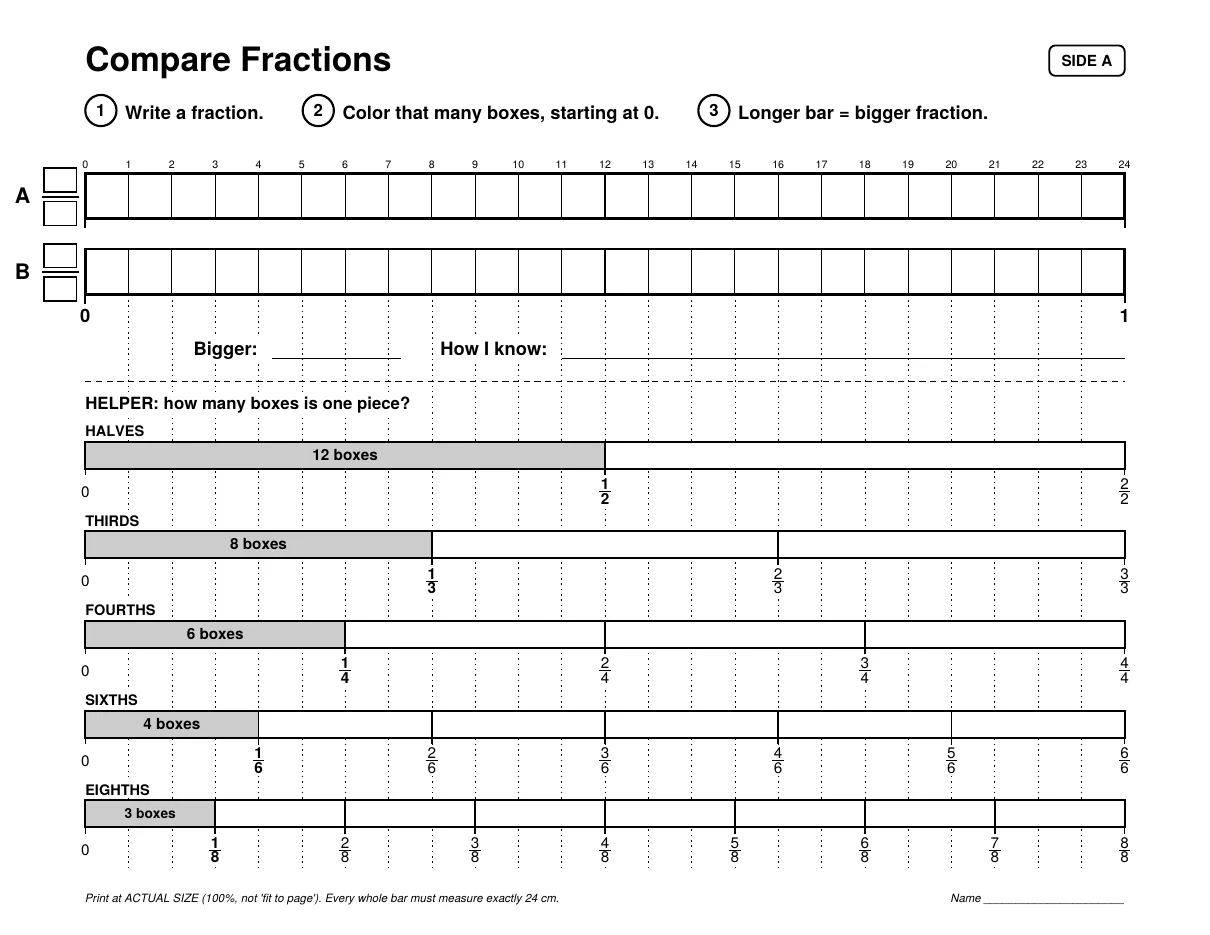 Compare Fractions
SIDE A
1 Write a fraction. 2 Color that many boxes, starting at 0. 3 Longer bar = bigger fraction.
0 1 2 3 4 5 6 7 8 9 10 11 12 13 14 15 16 17 18 19 20 21 22 23 24
A
B
0 1
Bigger: How I know:
HELPER: how many boxes is one piece?
HALVES
12 boxes
0 1/2 2/2
THIRDS
8 boxes
0 1/3 2/3 3/3
FOURTHS
6 boxes
0 1/4 2/4 3/4 4/4
SIXTHS
4 boxes
0 1/6 2/6 3/6 4/6 5/6 6/6
EIGHTHS
3 boxes
0 1/8 2/8 3/8 4/8 5/8 6/8 7/8 8/8
Print at ACTUAL SIZE (100%, not 'fit to page'). Every whole bar must measure exactly 24 cm.
Name